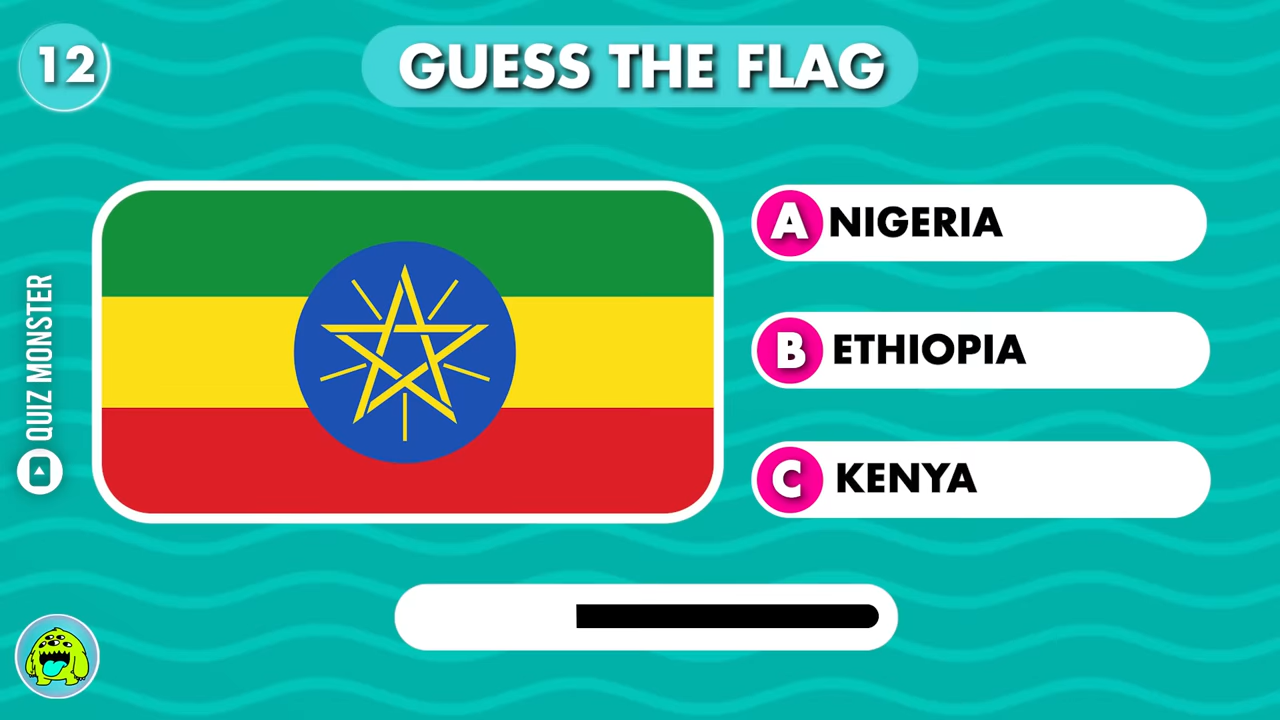 12
GUESS THE FLAG
QUIZ MONSTER
A NIGERIA
B ETHIOPIA
C KENYA